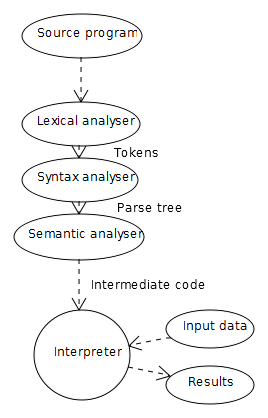 Source program
Lexical analyser
Tokens
Syntax analyser
Parse tree
Semantic analyser
Intermediate code
Input data
Interpreter
Results